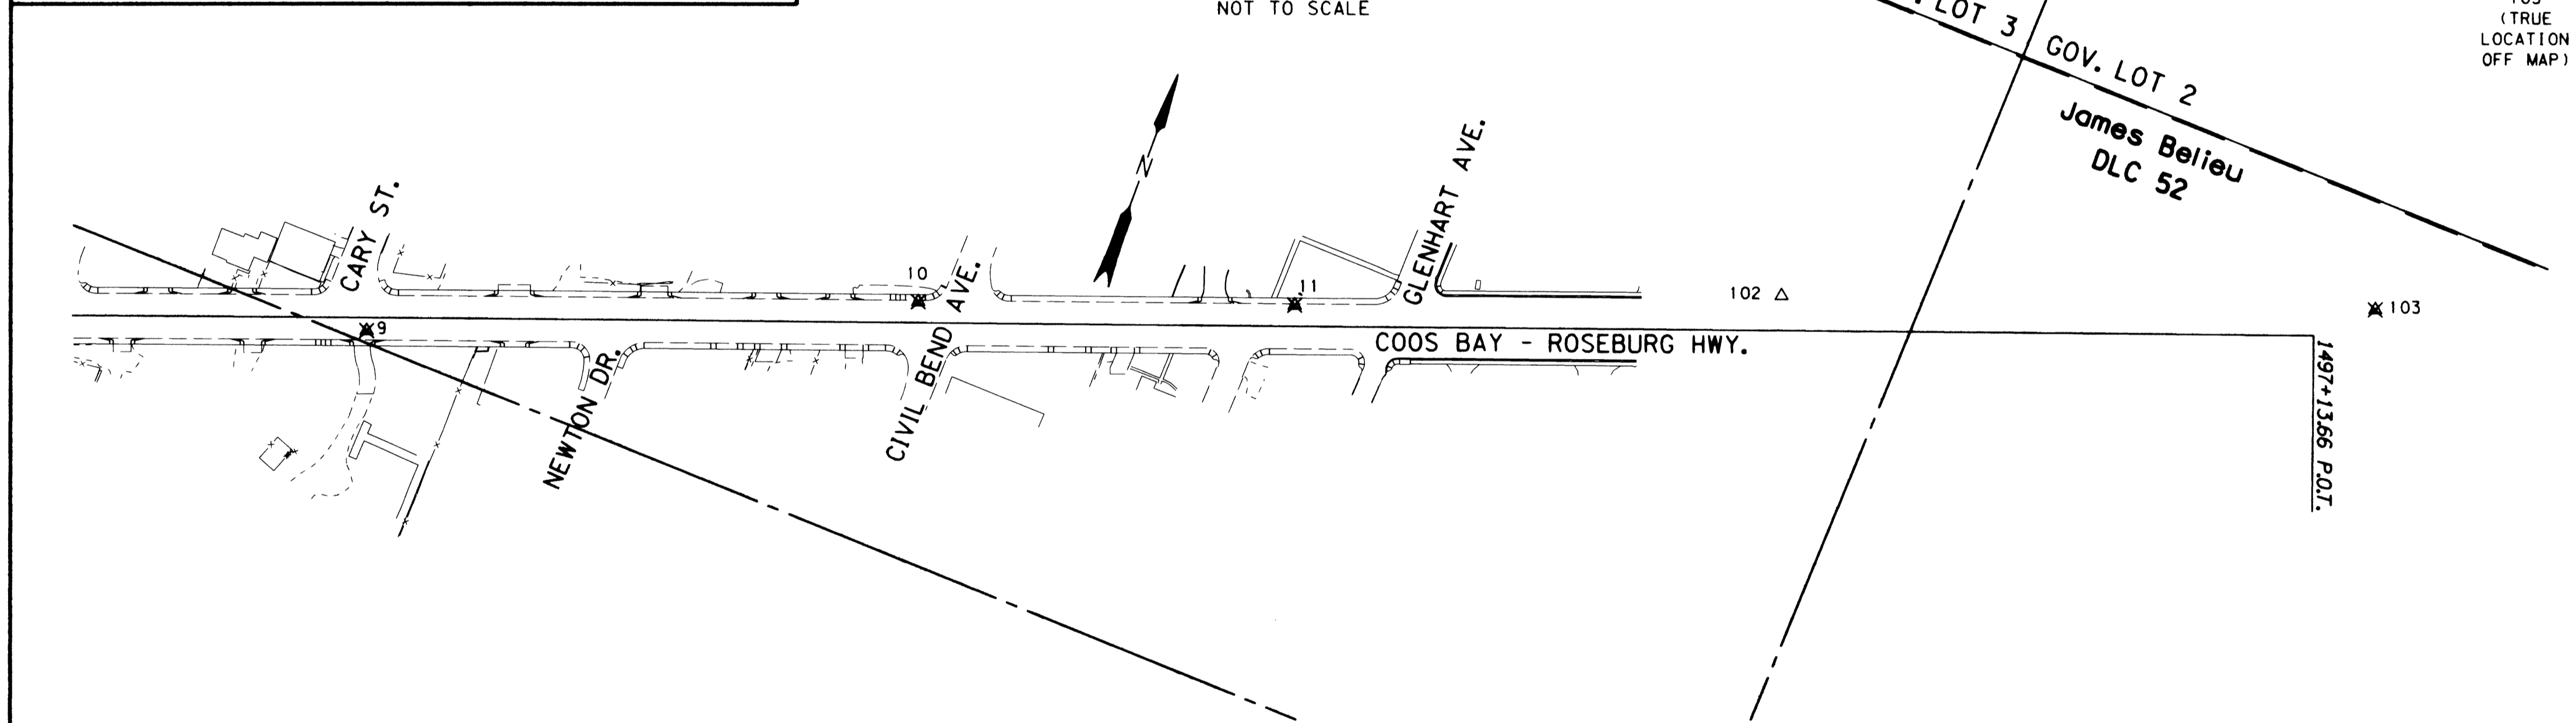 NOT TO SCALE
. LOT 3
GOV. LOT 2
(TRUE
LOCATION
OFF MAP)
James Belieu
DLC 52
N
CARY ST.
GLENHART AVE.
10
CIVIL BEND AVE.
11
102
103
9
COOS BAY - ROSEBURG HWY.
NEWTON DR.
1497+13.66 P.O.T.